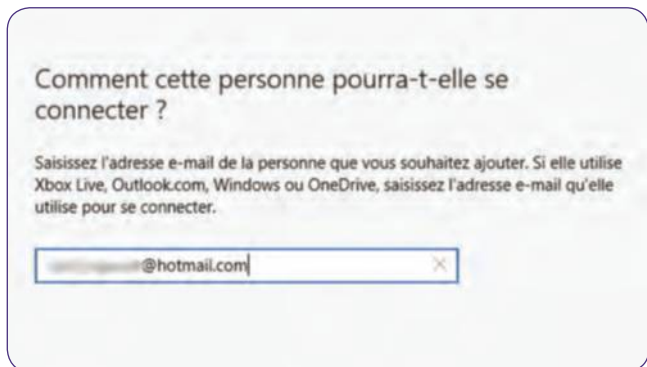 Comment cette personne pourra-t-elle se
connecter ?
Saisissez l'adresse e-mail de la personne que vous souhaitez ajouter. Si elle utilise
Xbox Live, Outlook.com, Windows ou OneDrive, saisissez l'adresse e-mail qu'elle
utilise pour se connecter.
@hotmail.com